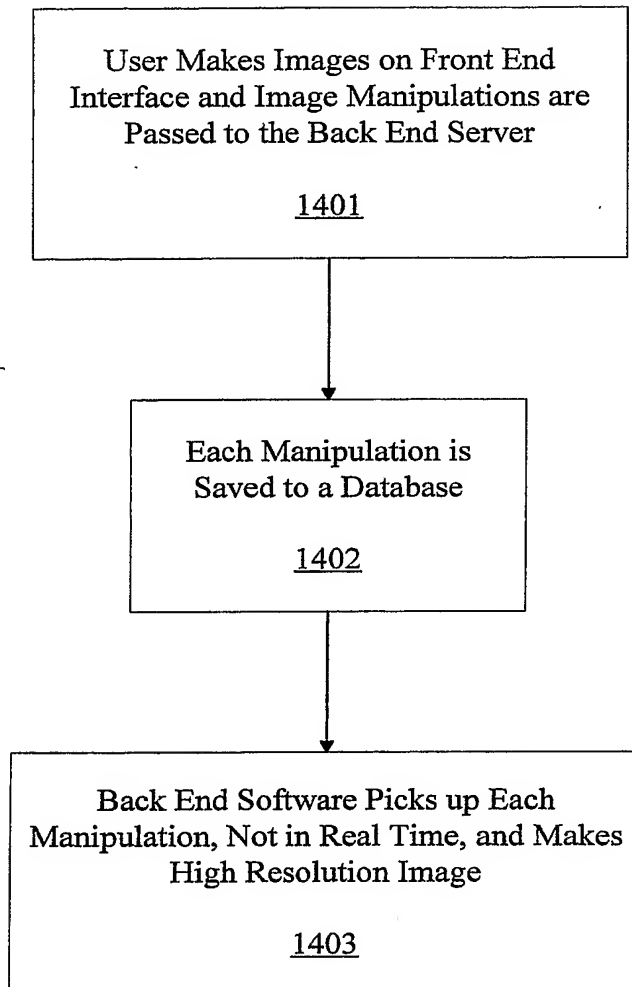 User Makes Images on Front End
Interface and Image Manipulations are
Passed to the Back End Server
1401
Each Manipulation is
Saved to a Database
1402
Back End Software Picks up Each
Manipulation, Not in Real Time, and Makes
High Resolution Image
1403